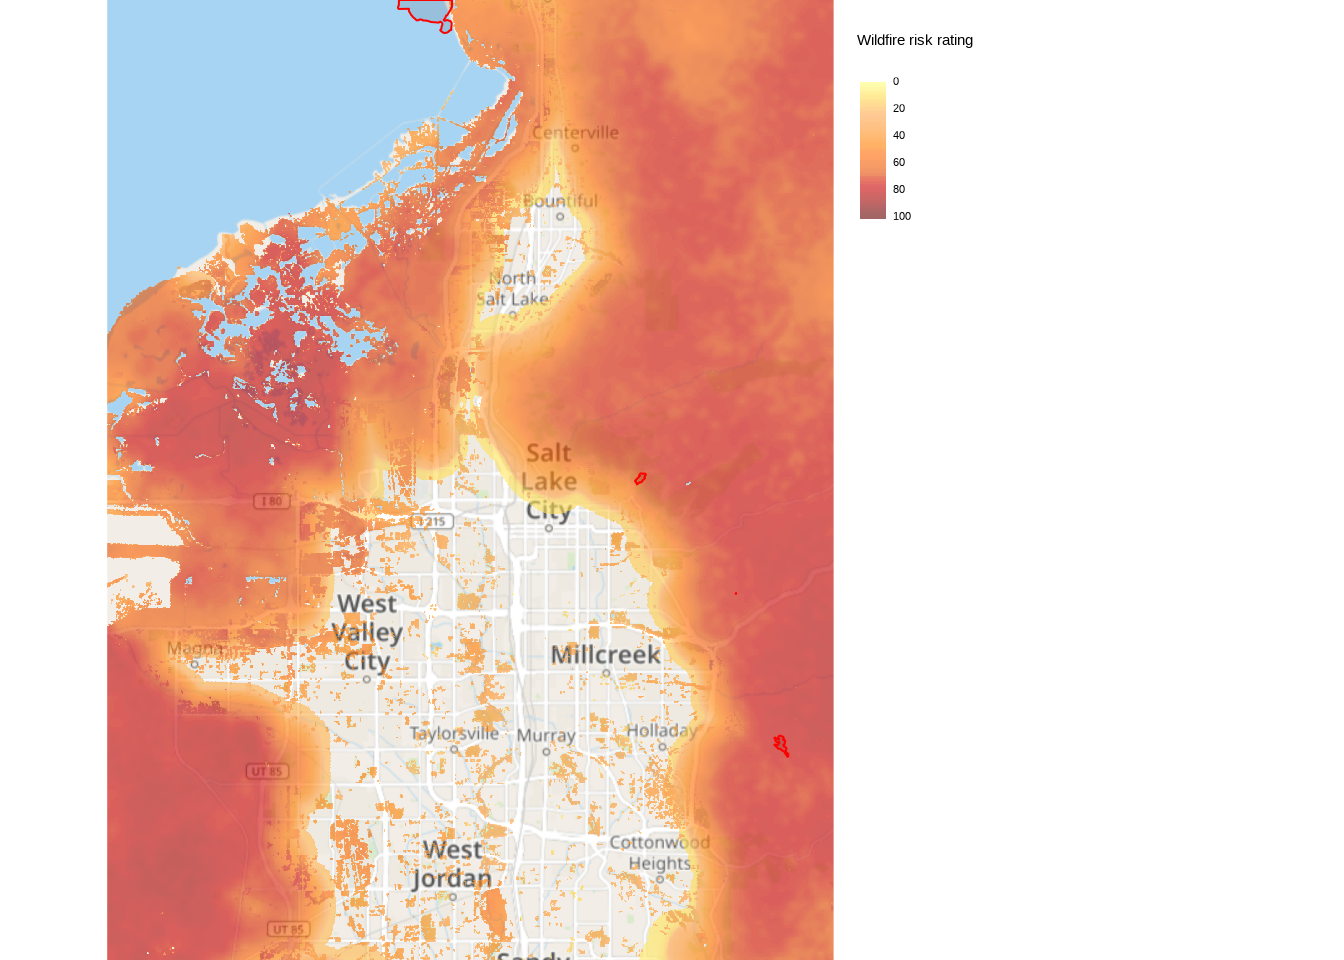 Wildfire risk rating
0
20
40
60
80
100
Centerville
Bountiful
North
Salt Lake
Salt
Lake
City
I 80
I 215
West
Valley
City
Magna
Millcreek
Taylorsville
Murray
Holladay
UT 85
Cottonwood
Heights
West
Jordan
UT 85
Sandy